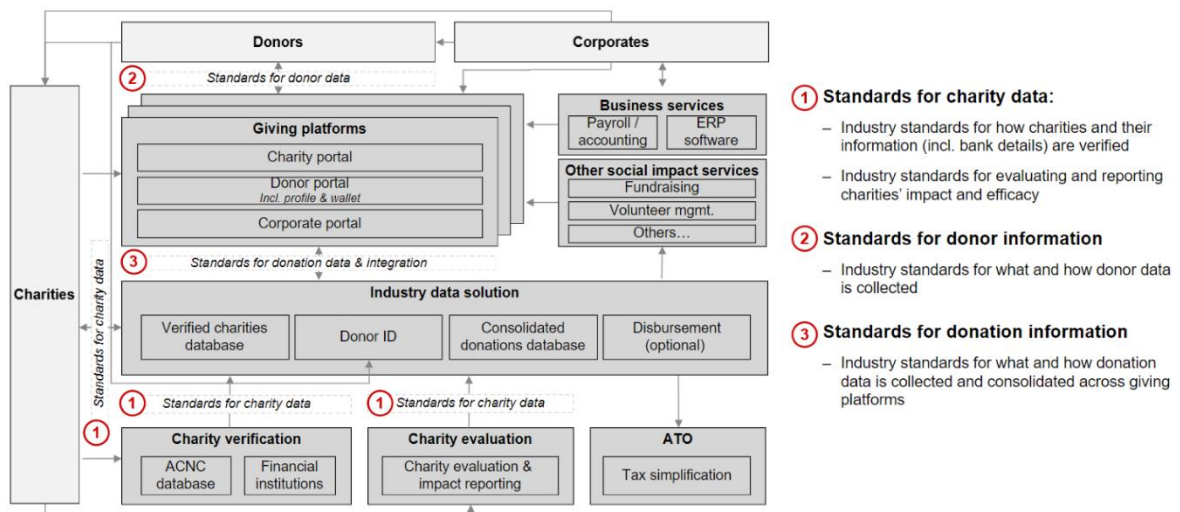 Donors
Corporates
2
Standards for donor data
Business services
Payroll /
accounting
ERP
software
Giving platforms
Charity portal
Donor portal
Incl. profile & wallet
Corporate portal
Other social impact services
Fundraising
Volunteer mgmt.
Others…
3
Standards for donation data & integration
Charities
Standards for charity data
1
Industry data solution
Verified charities
database
Donor ID
Consolidated
donations database
Disbursement
(optional)
1
Standards for charity data
1
Standards for charity data
Charity verification
ACNC
database
Financial
institutions
Charity evaluation
Charity evaluation &
impact reporting
ATO
Tax simplification
1 Standards for charity data:
– Industry standards for how charities and their
information (incl. bank details) are verified
– Industry standards for evaluating and reporting
charities’ impact and efficacy
2 Standards for donor information
– Industry standards for what and how donor data
is collected
3 Standards for donation information
– Industry standards for what and how donation
data is collected and consolidated across giving
platforms